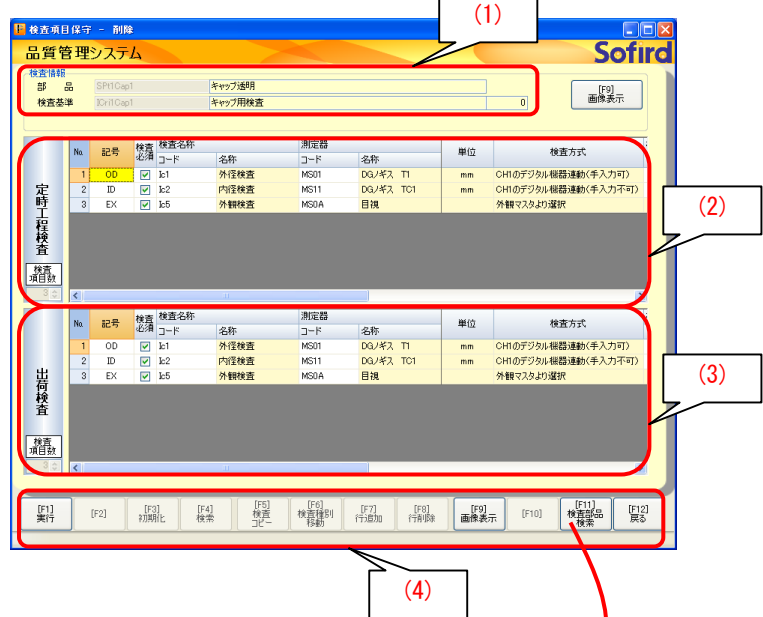 (1)
検査項目保守 － 削除
品質管理システム
Sofird
検査情報
部　品 SPt1Cap1 キャップ透明
検査基準 ICri1Cap1 キャップ用検査 0
[F9]
画像表示
No. 記号 検査必須 検査名称 測定器 単位 検査方式
コード 名称 コード 名称
1 OD Ic1 外径検査 MS01 DGノギス T1 mm CH1のデジタル機器連動(手入力可)
2 ID Ic2 内径検査 MS11 DGノギス TC1 mm CH1のデジタル機器連動(手入力不可)
3 EX Ic5 外観検査 MS0A 目視 外観マスタより選択
定時工程検査
検査
項目数
3
(2)
No. 記号 検査必須 検査名称 測定器 単位 検査方式
コード 名称 コード 名称
1 OD Ic1 外径検査 MS01 DGノギス T1 mm CH1のデジタル機器連動(手入力可)
2 ID Ic2 内径検査 MS11 DGノギス TC1 mm CH1のデジタル機器連動(手入力不可)
3 EX Ic5 外観検査 MS0A 目視 外観マスタより選択
出荷検査
検査
項目数
3
(3)
[F1]
実行
[F2]
[F3]
初期化
[F4]
検索
[F5]
検査
コピー
[F6]
検査種別
移動
[F7]
行追加
[F8]
行削除
[F9]
画像表示
[F10]
[F11]
検査部品
検索
[F12]
戻る
(4)